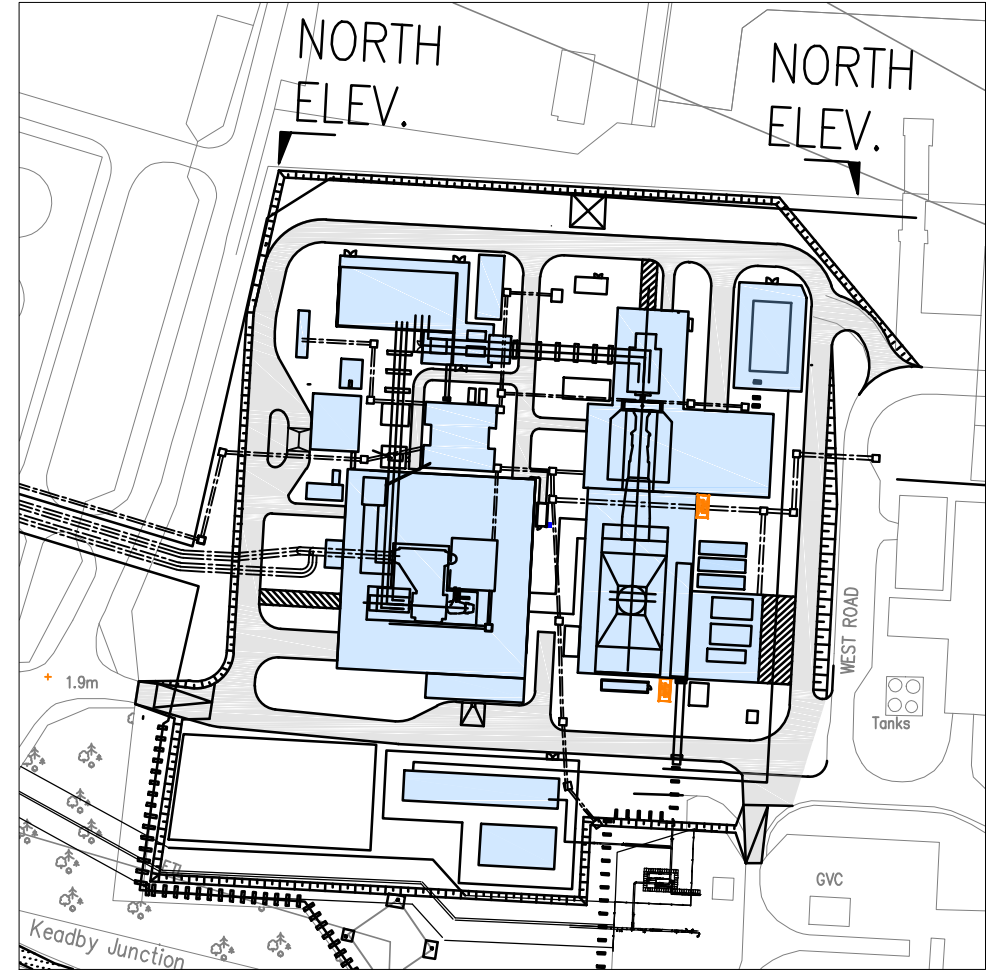 NORTH
ELEV.
NORTH
ELEV.
WEST ROAD
1.9m
Tanks
GVC
Keadby Junction